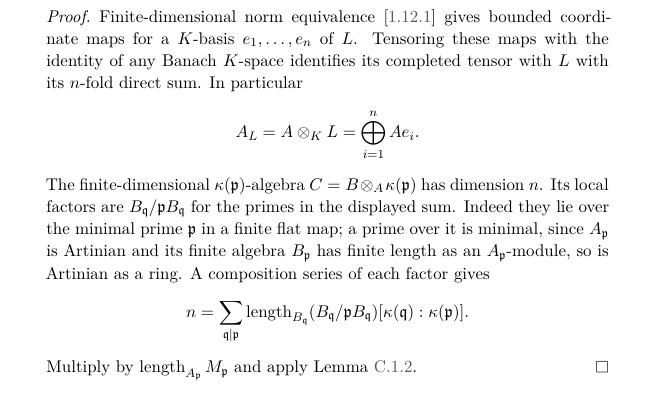 Proof. Finite-dimensional norm equivalence [1.12.1] gives bounded coordi-
nate maps for a K-basis e₁, . . . , eₙ of L. Tensoring these maps with the
identity of any Banach K-space identifies its completed tensor with L with
its n-fold direct sum. In particular
A_L = A ⊗_K L = ⨁_{i=1}^{n} Ae_i.
The finite-dimensional κ(𝔭)-algebra C = B ⊗_A κ(𝔭) has dimension n. Its local
factors are B_𝔮/𝔭B_𝔮 for the primes in the displayed sum. Indeed they lie over
the minimal prime 𝔭 in a finite flat map; a prime over it is minimal, since A_𝔭
is Artinian and its finite algebra B_𝔭 has finite length as an A_𝔭-module, so is
Artinian as a ring. A composition series of each factor gives
n = ∑_{𝔮|𝔭} length_{B_𝔮}(B_𝔮/𝔭B_𝔮)[κ(𝔮) : κ(𝔭)].
Multiply by length_{A_𝔭} M_𝔭 and apply Lemma C.1.2. □